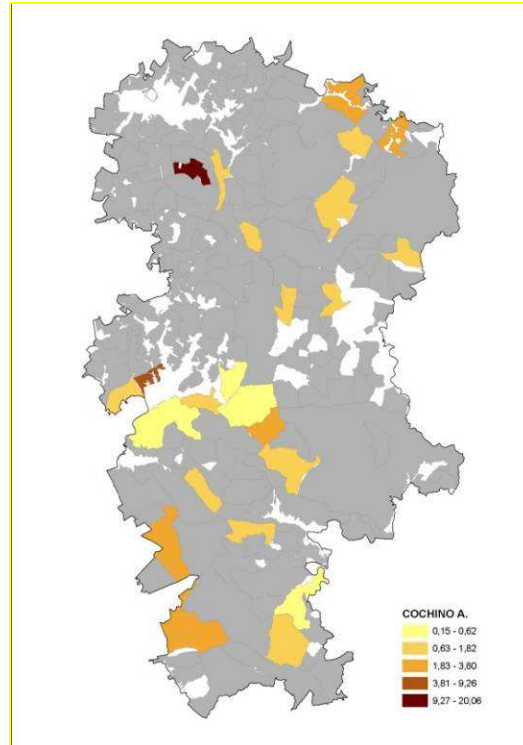 COCHINO A.
0,15 - 0,62
0,63 - 1,82
1,83 - 3,80
3,81 - 9,26
9,27 - 20,06